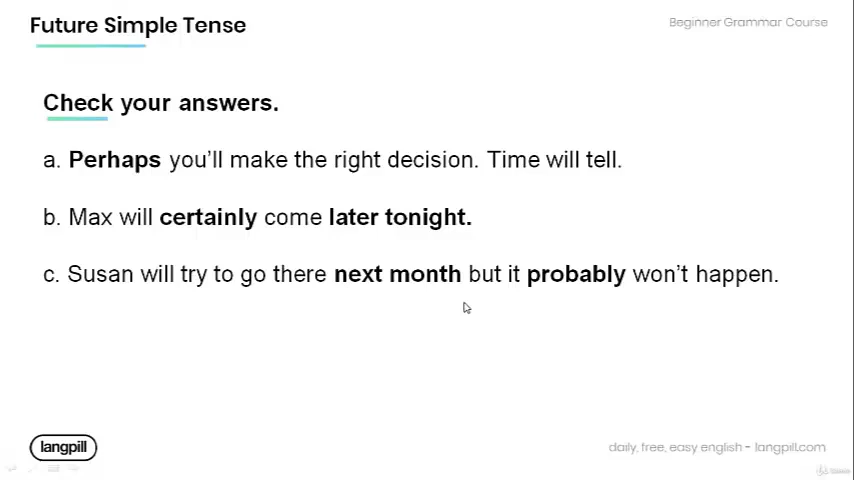 Future Simple Tense
Beginner Grammar Course
Check your answers.
a. Perhaps you’ll make the right decision. Time will tell.
b. Max will certainly come later tonight.
c. Susan will try to go there next month but it probably won’t happen.
langpill
daily, free, easy english - langpill.com